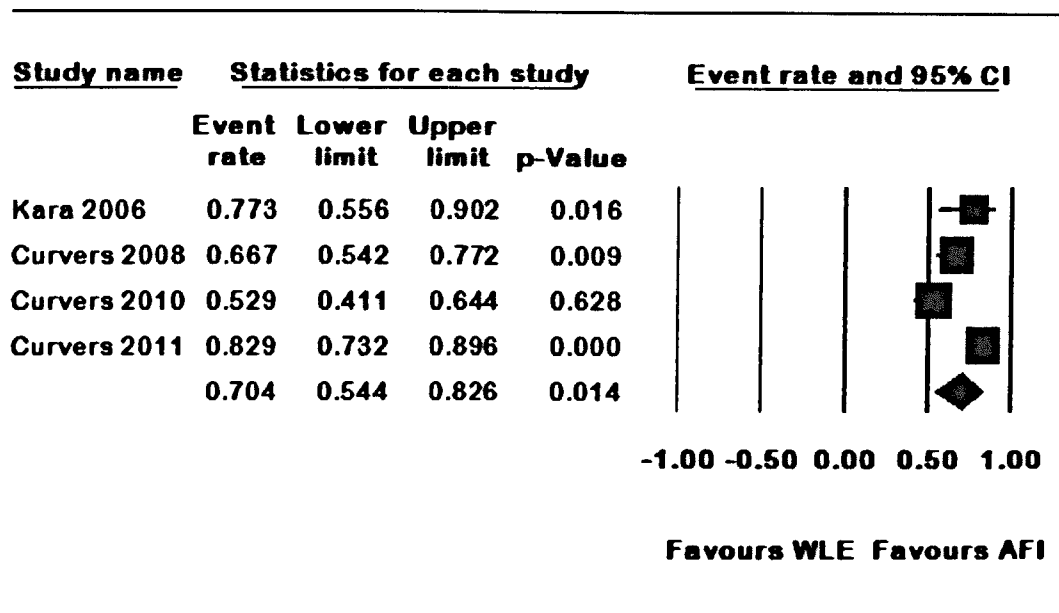 Study name Statistics for each study Event rate and 95% CI
Event Lower Upper
rate limit limit p-Value
Kara 2006 0.773 0.556 0.902 0.016
Curvers 2008 0.667 0.542 0.772 0.009
Curvers 2010 0.529 0.411 0.644 0.628
Curvers 2011 0.829 0.732 0.896 0.000
0.704 0.544 0.826 0.014
-1.00 -0.50 0.00 0.50 1.00
Favours WLE Favours AFI